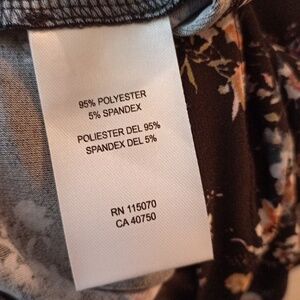 95% POLYESTER
5% SPANDEX
POLIESTER DEL 95%
SPANDEX DEL 5%
RN 115070
CA 40750